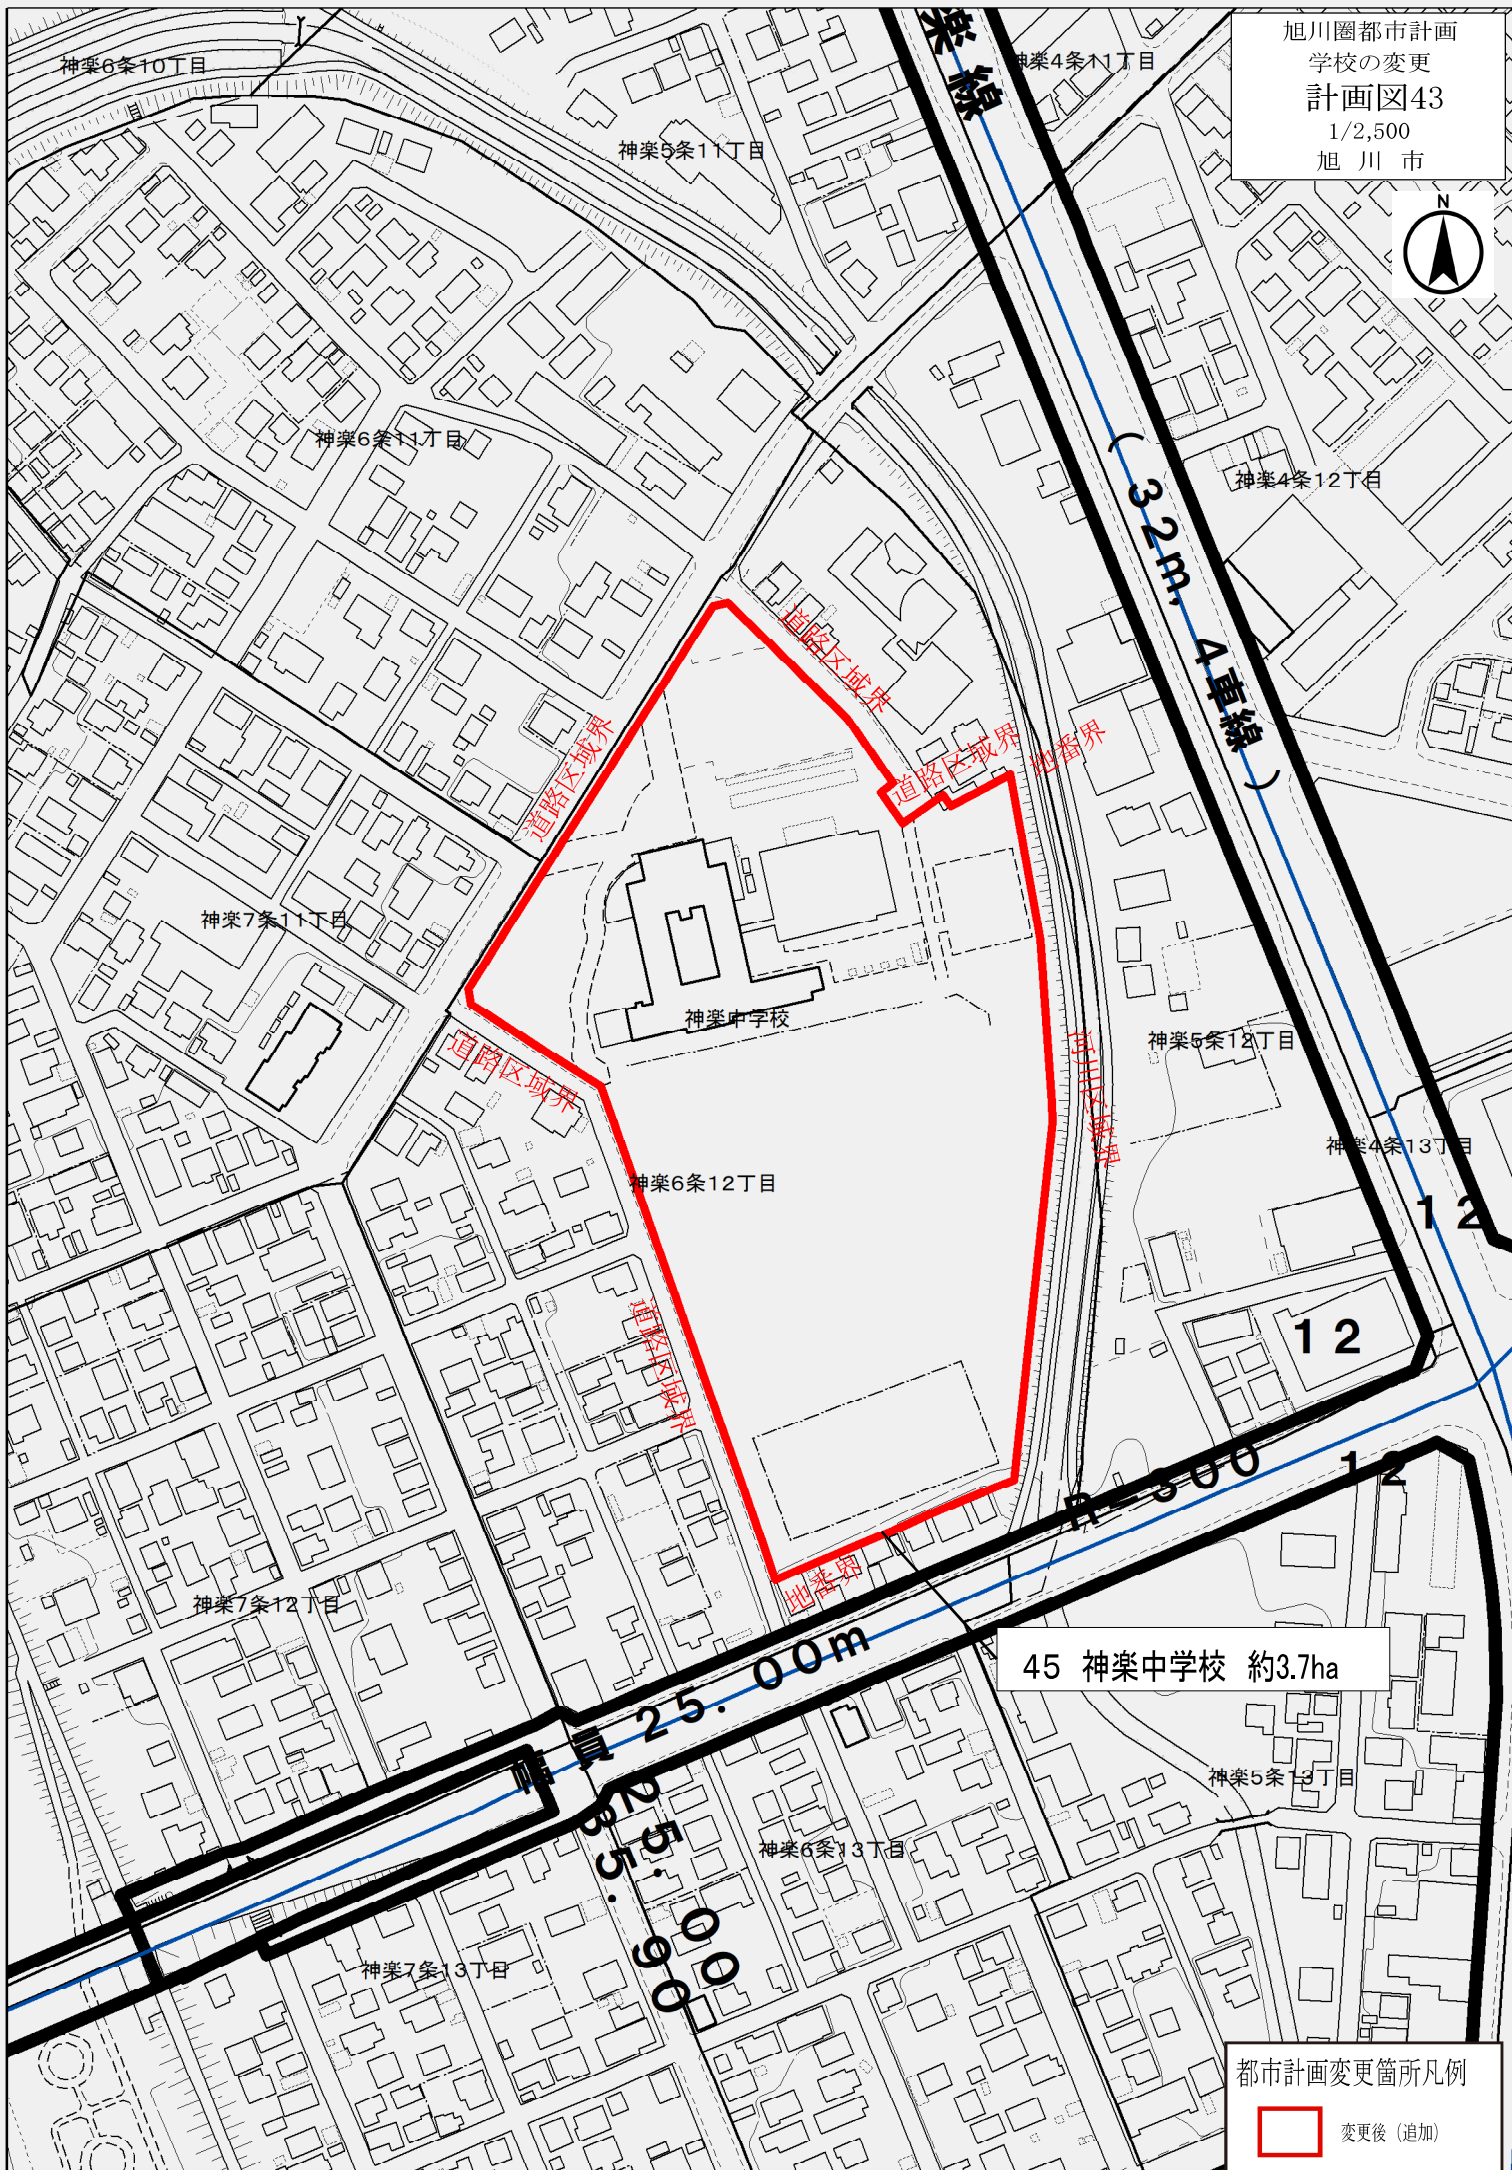 旭川圏都市計画
学校の変更
計画図43
1/2,500
旭川市
N
神楽6条10丁目
神楽5条11丁目
楽線
神楽4条11丁目
神楽6条11丁目
(32m, 4車線)
神楽4条12丁目
道路区域界
道路区域界
道路区域界
地番界
神楽7条11丁目
神楽中学校
道路区域界
河川区域界
神楽5条12丁目
神楽4条13丁目
神楽6条12丁目
12
12
道路区域界
R=300
12
地番界
神楽7条12丁目
45 神楽中学校 約3.7ha
幅員25.00m
25.00
35.90
神楽5条13丁目
神楽6条13丁目
神楽7条13丁目
都市計画変更箇所凡例
変更後(追加)